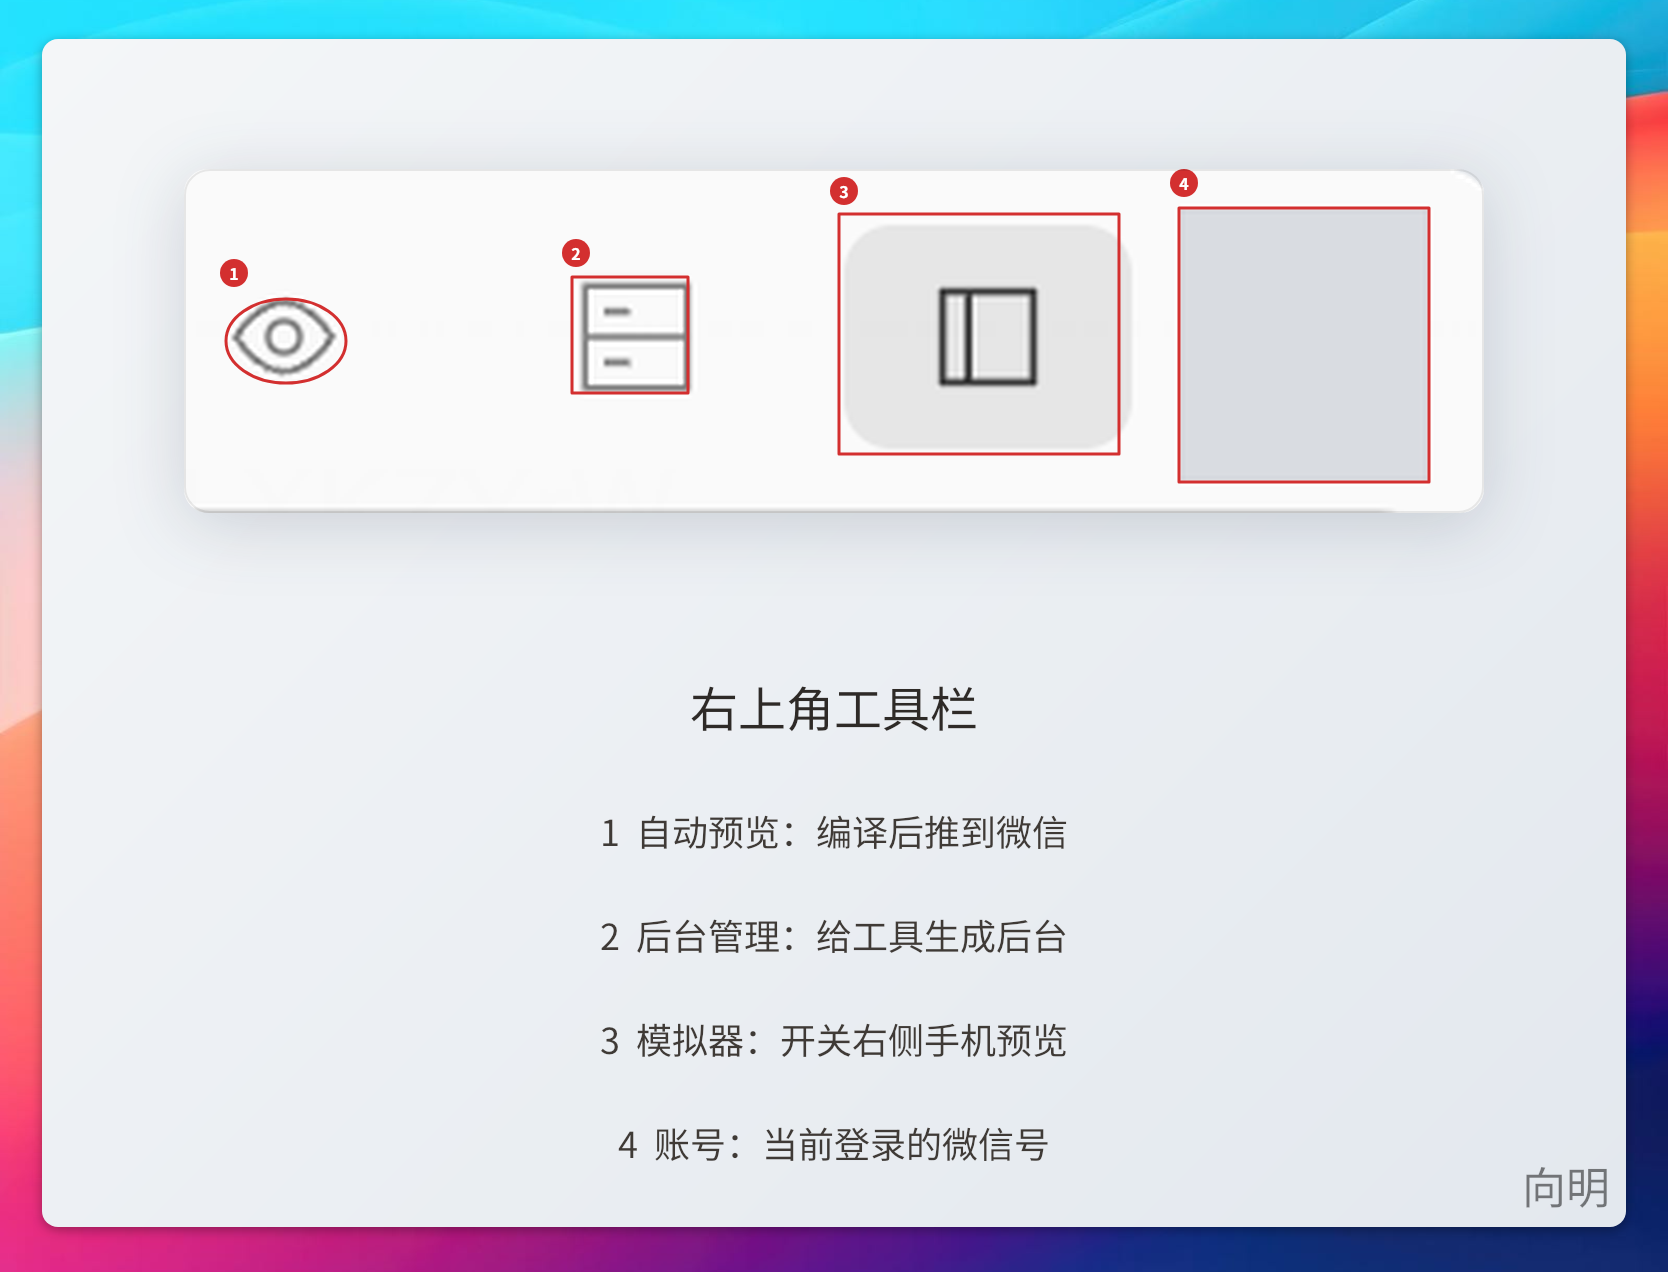 1
2
3
4
右上角工具栏
1 自动预览：编译后推到微信
2 后台管理：给工具生成后台
3 模拟器：开关右侧手机预览
4 账号：当前登录的微信号
向明